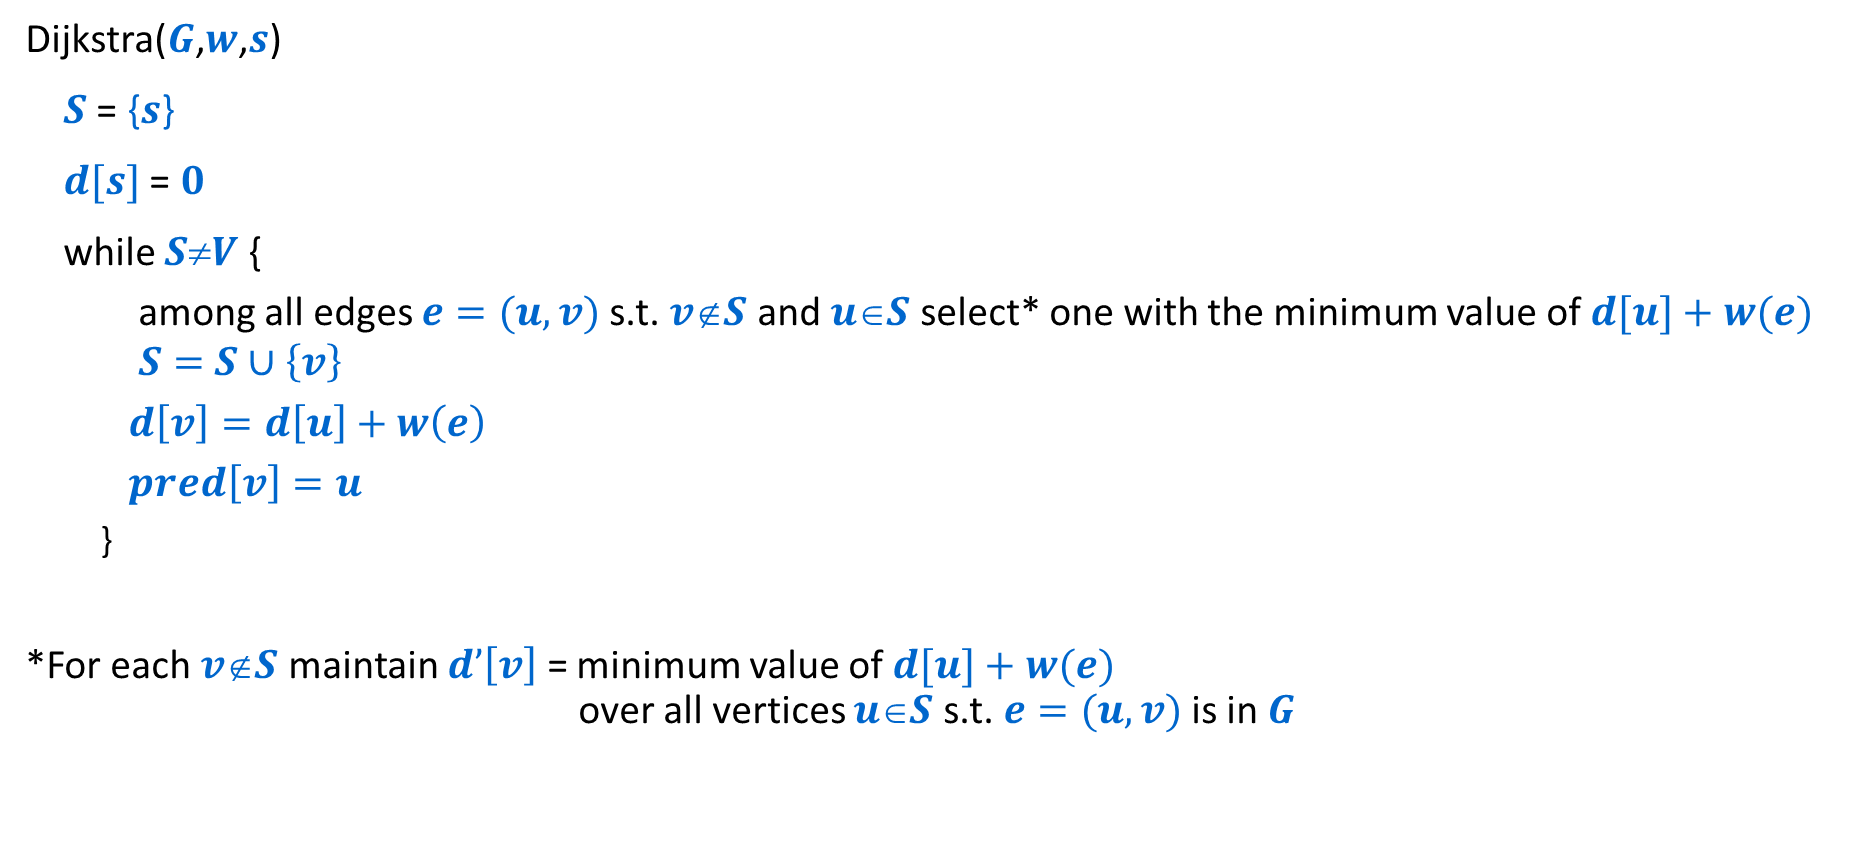 Dijkstra(G,w,s)
S = {s}
d[s] = 0
while S≠V {
among all edges e = (u, v) s.t. v∉S and u∈S select* one with the minimum value of d[u] + w(e)
S = S ∪ {v}
d[v] = d[u] + w(e)
pred[v] = u
}
*For each v∉S maintain d’[v] = minimum value of d[u] + w(e)
over all vertices u∈S s.t. e = (u, v) is in G